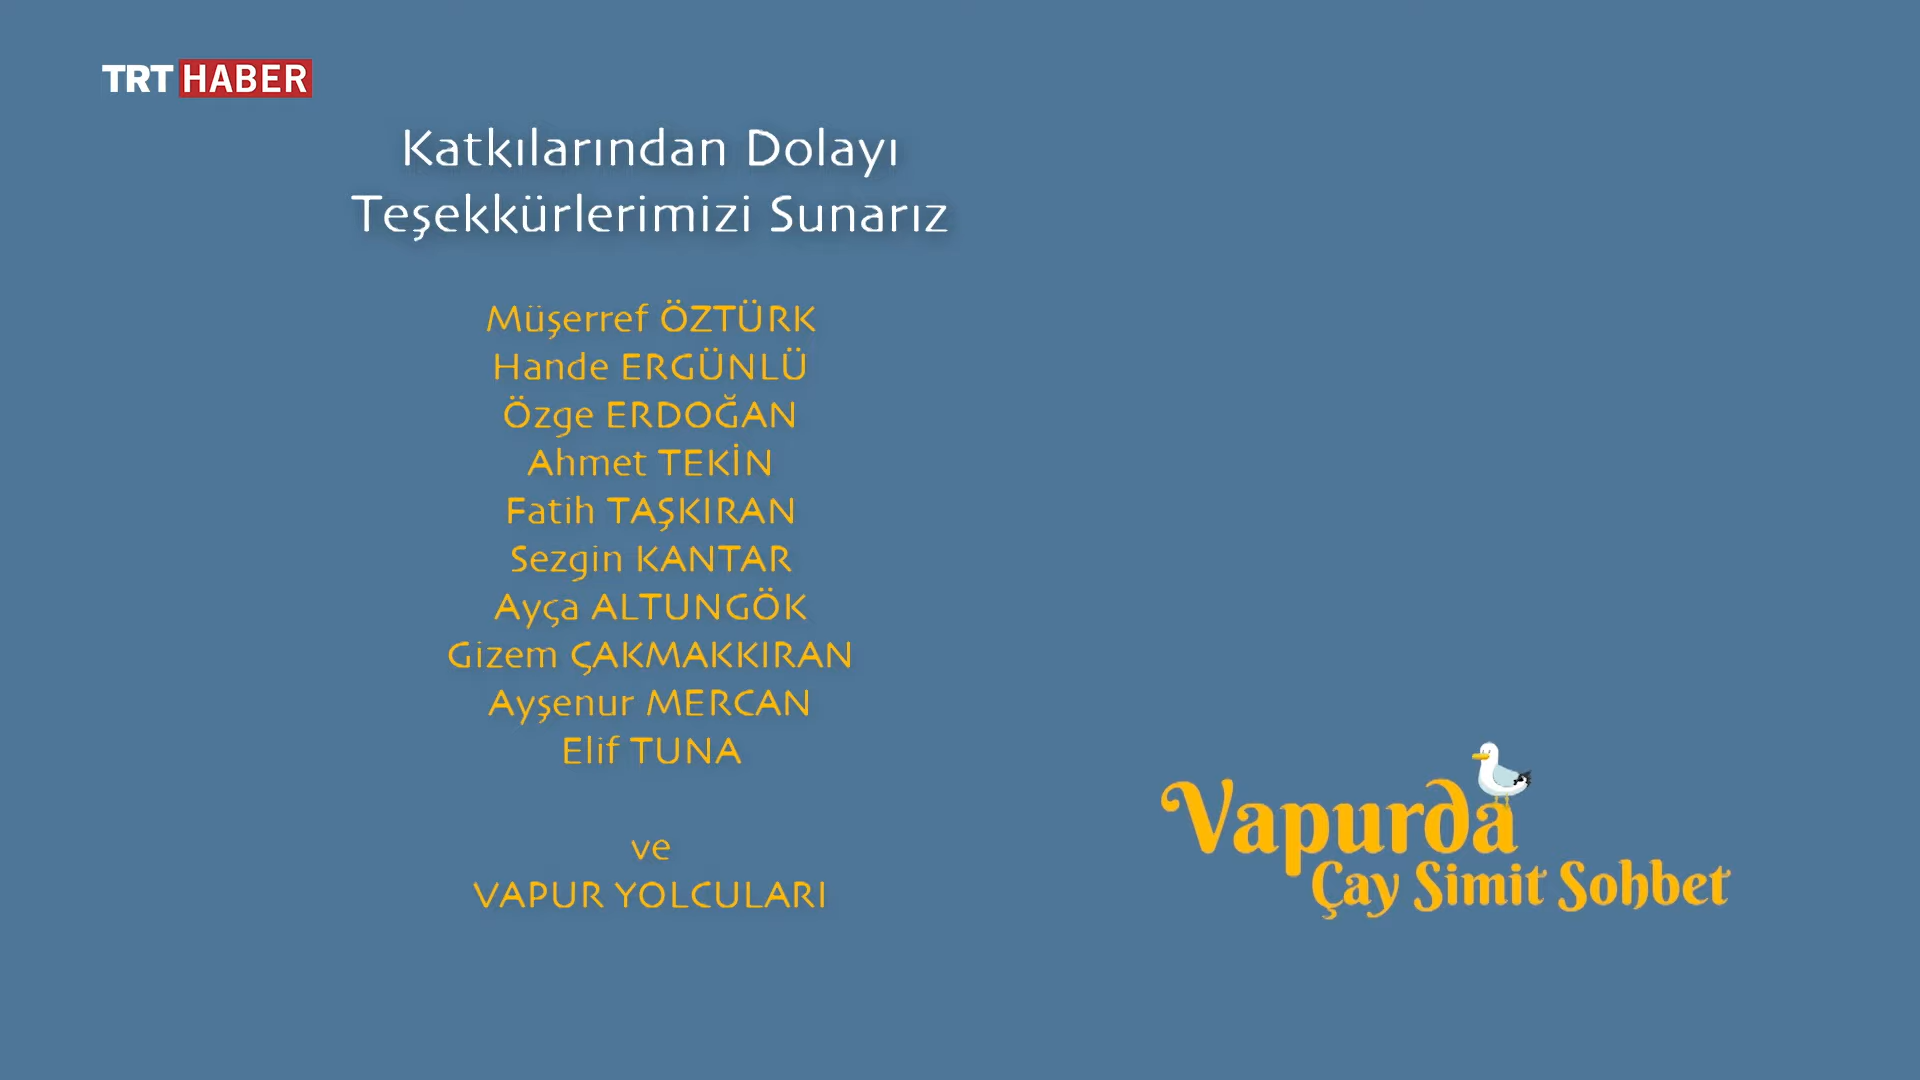 TRT HABER
Katkılarından Dolayı
Teşekkürlerimizi Sunarız
Müşerref ÖZTÜRK
Hande ERGÜNLÜ
Özge ERDOĞAN
Ahmet TEKİN
Fatih TAŞKIRAN
Sezgin KANTAR
Ayça ALTUNGÖK
Gizem ÇAKMAKKIRAN
Ayşenur MERCAN
Elif TUNA
ve
VAPUR YOLCULARI
Vapurda
Çay Simit Sohbet